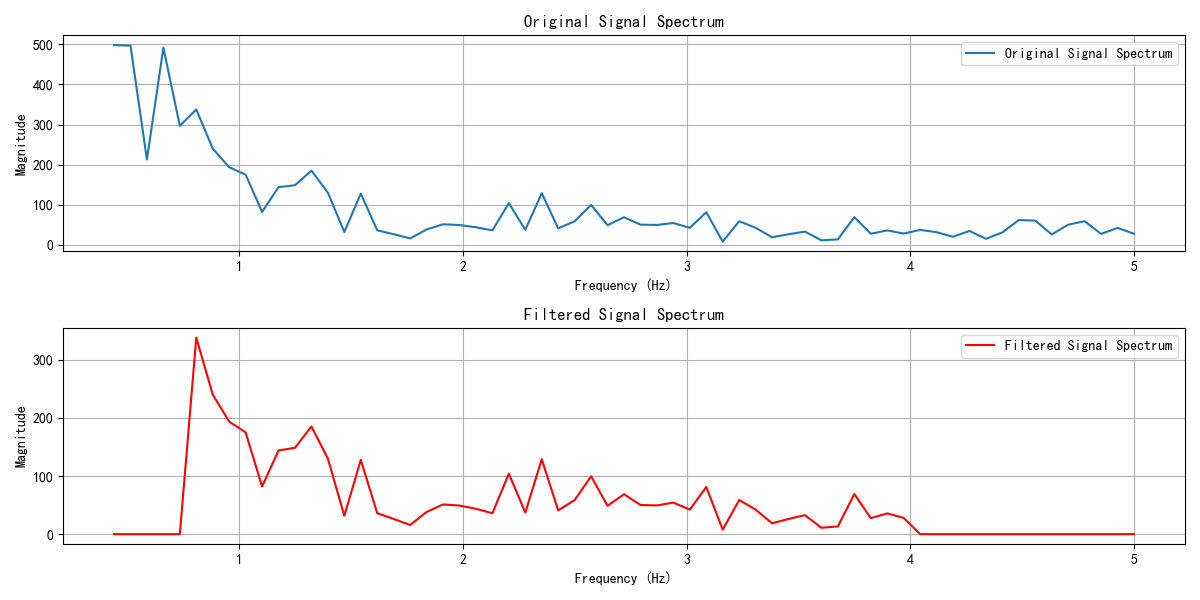 Original Signal Spectrum
500
400
300
200
100
0
Magnitude
Original Signal Spectrum
1
2
3
4
5
Frequency (Hz)
Filtered Signal Spectrum
300
200
100
0
Magnitude
Filtered Signal Spectrum
1
2
3
4
5
Frequency (Hz)